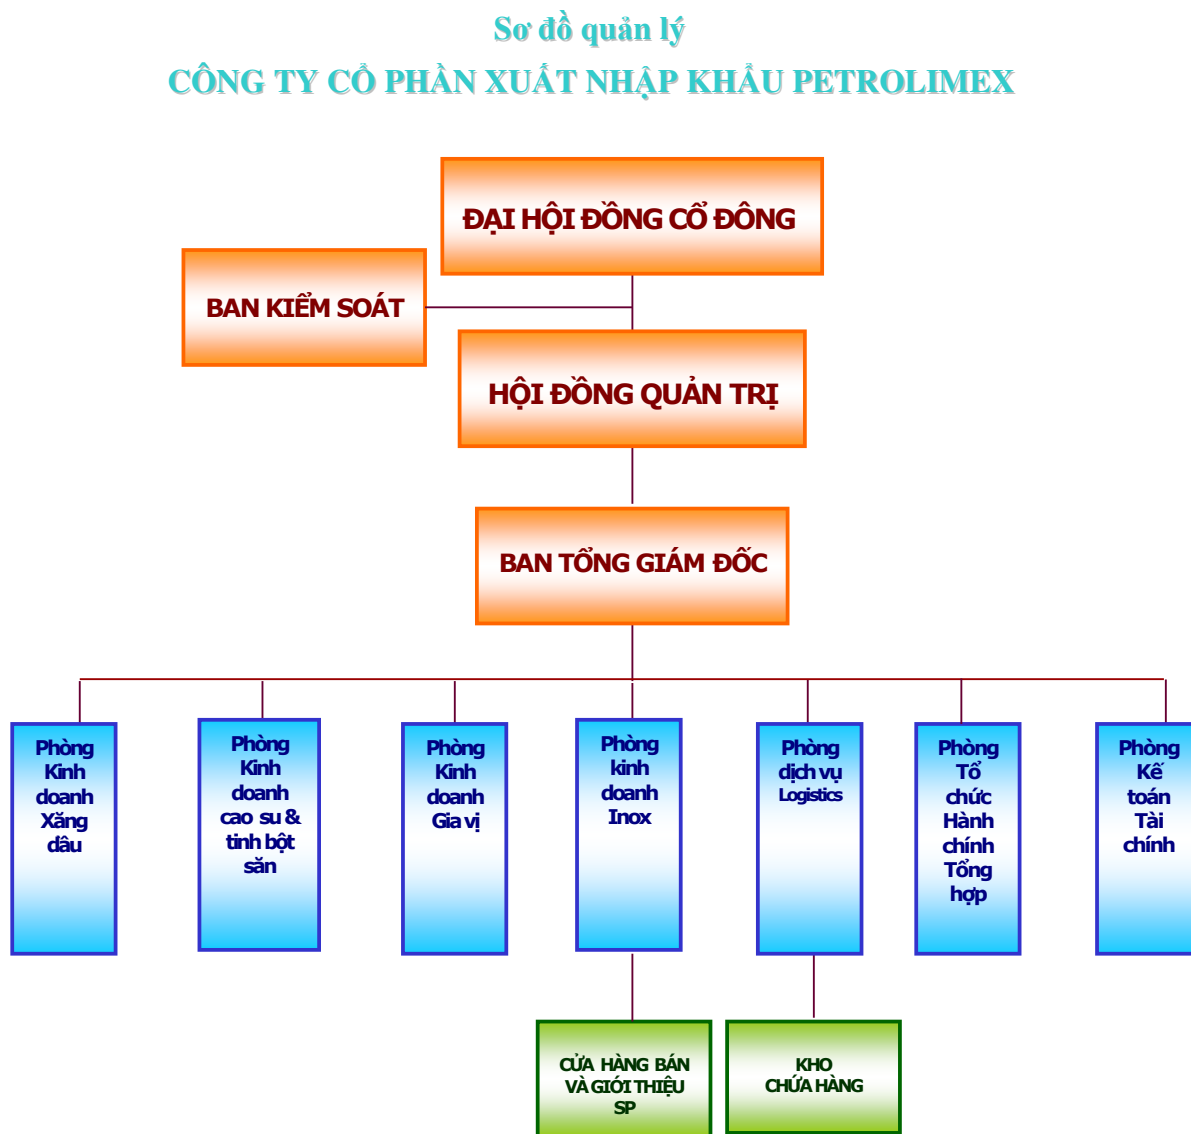 Sơ đồ quản lý
CÔNG TY CỔ PHẦN XUẤT NHẬP KHẨU PETROLIMEX
ĐẠI HỘI ĐỒNG CỔ ĐÔNG
BAN KIỂM SOÁT
HỘI ĐỒNG QUẢN TRỊ
BAN TỔNG GIÁM ĐỐC
Phòng
Kinh
doanh
Xăng
dầu
Phòng
Kinh
doanh
cao su &
tinh bột
sắn
Phòng
Kinh
doanh
Gia vị
Phòng
kinh
doanh
Inox
Phòng
dịch vụ
Logistics
Phòng
Tổ
chức
Hành
chính
Tổng
hợp
Phòng
Kế
toán
Tài
chính
CỬA HÀNG BÁN
VÀ GIỚI THIỆU
SP
KHO
CHỨA HÀNG